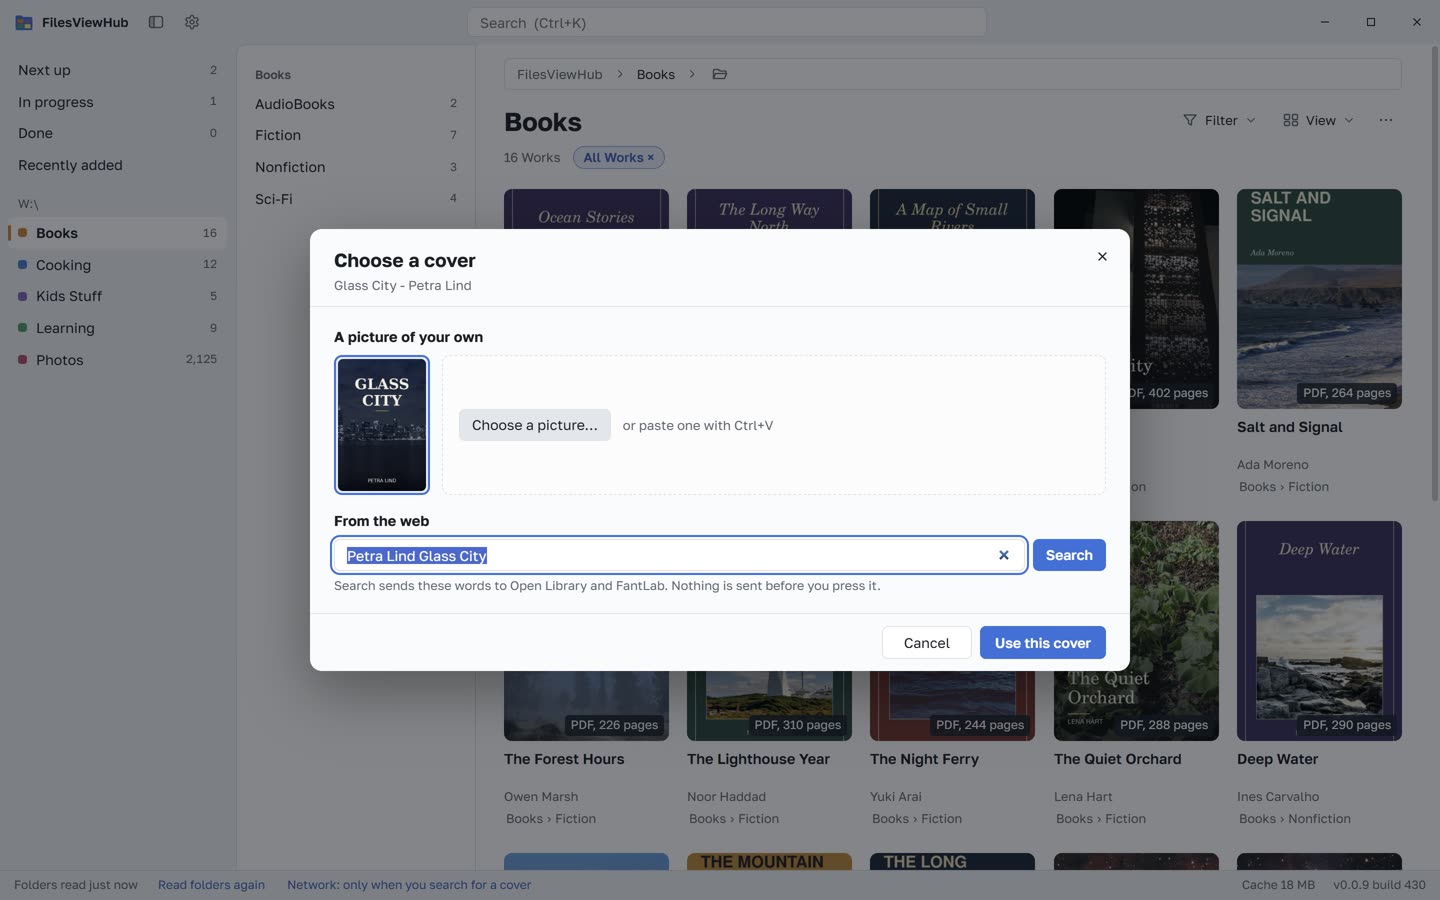 FilesViewHub
Search (Ctrl+K)
Next up 2
In progress 1
Done 0
Recently added
W:\
Books 16
Cooking 12
Kids Stuff 5
Learning 9
Photos 2,125
Books
AudioBooks 2
Fiction 7
Nonfiction 3
Sci-Fi 4
FilesViewHub > Books >
Books
Filter
View
16 Works
All Works ×
Ocean Stories
The Long Way
North
A Map of Small
Rivers
SALT AND
SIGNAL
Ada Moreno
402 pages
PDF, 264 pages
Salt and Signal
Ada Moreno
Books › Fiction
Choose a cover
Glass City - Petra Lind
A picture of your own
GLASS
CITY
PETRA LIND
Choose a picture...
or paste one with Ctrl+V
From the web
Petra Lind Glass City
Search
Search sends these words to Open Library and FantLab. Nothing is sent before you press it.
Cancel
Use this cover
Deep Water
The Quiet
Orchard
LENA HART
PDF, 226 pages
PDF, 310 pages
PDF, 244 pages
PDF, 288 pages
PDF, 290 pages
The Forest Hours
Owen Marsh
Books › Fiction
The Lighthouse Year
Noor Haddad
Books › Fiction
The Night Ferry
Yuki Arai
Books › Fiction
The Quiet Orchard
Lena Hart
Books › Fiction
Deep Water
Ines Carvalho
Books › Nonfiction
THE MOUNTAIN
THE LONG
Folders read just now
Read folders again
Network: only when you search for a cover
Cache 18 MB
v0.0.9 build 430